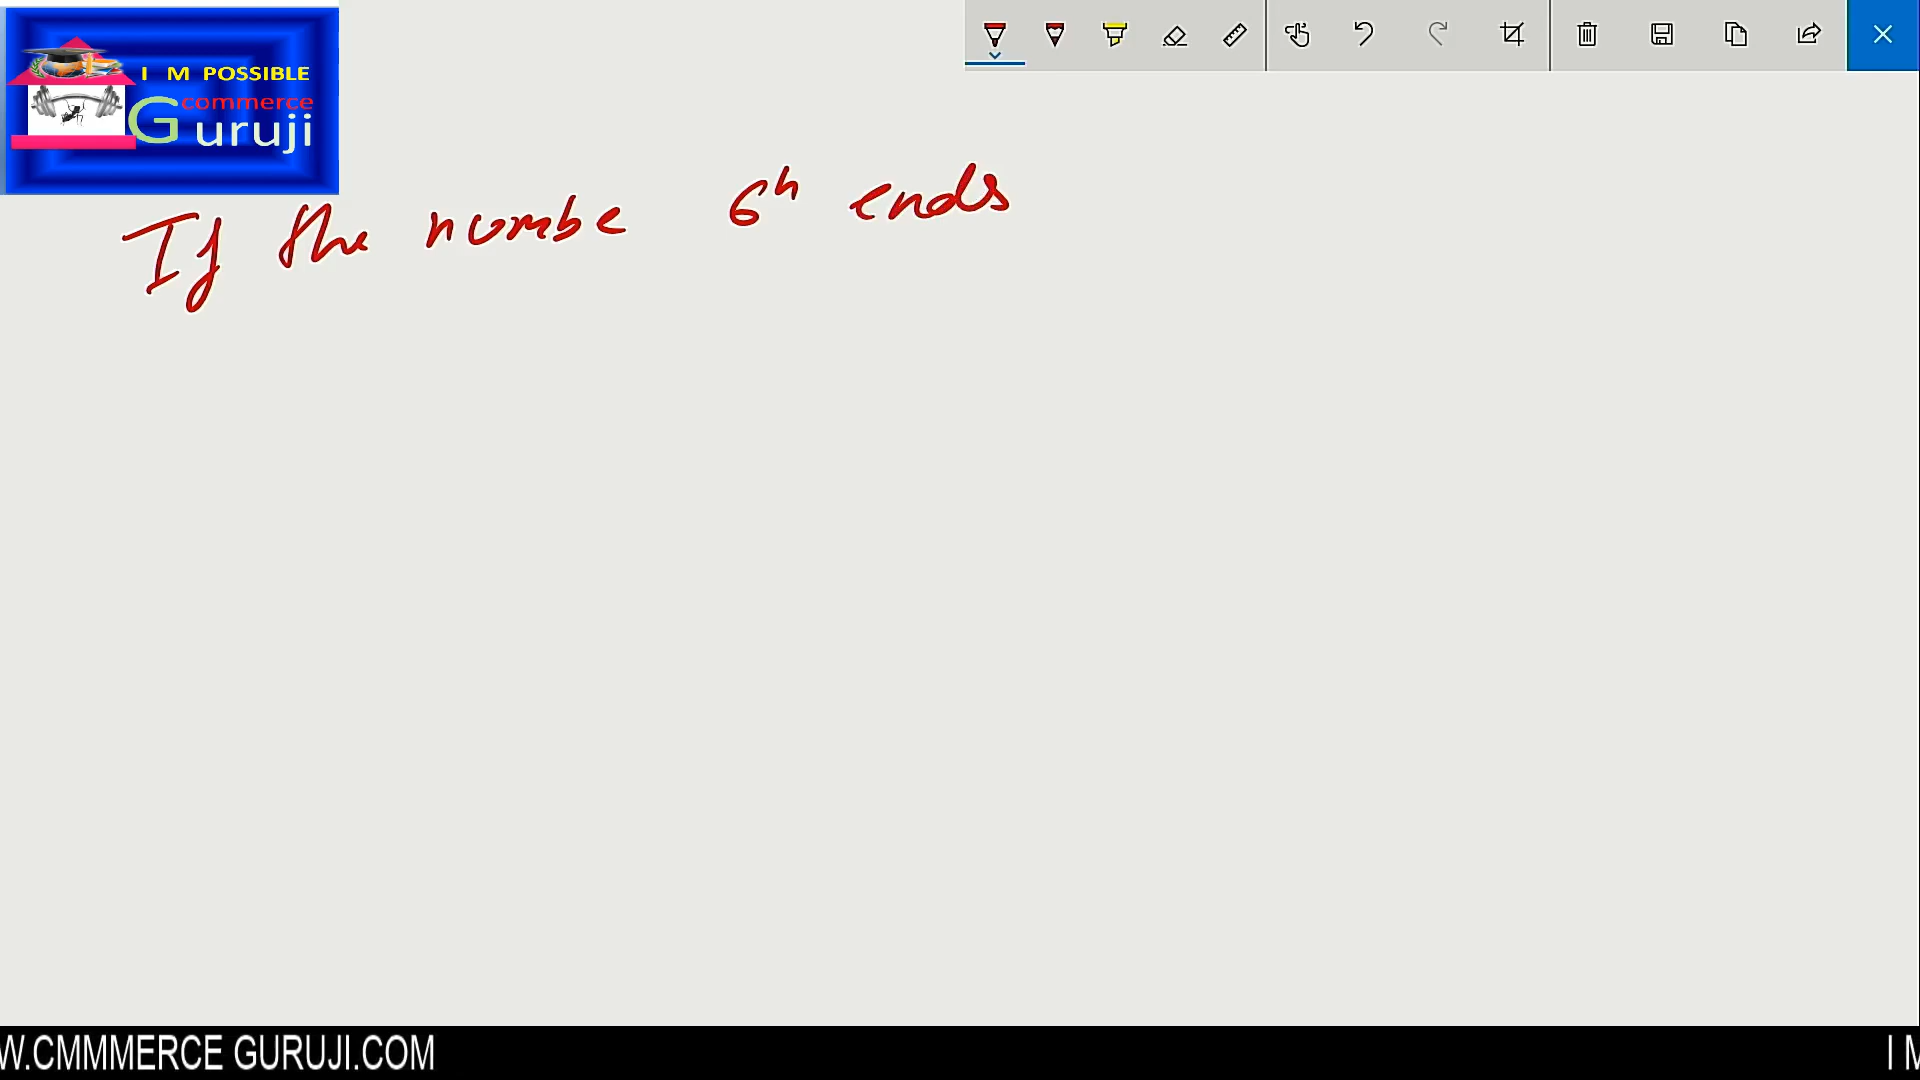 I M POSSIBLE
commerce
Guruji
If the numbe 6ⁿ ends
W.CMMMERCE GURUJI.COM
I M